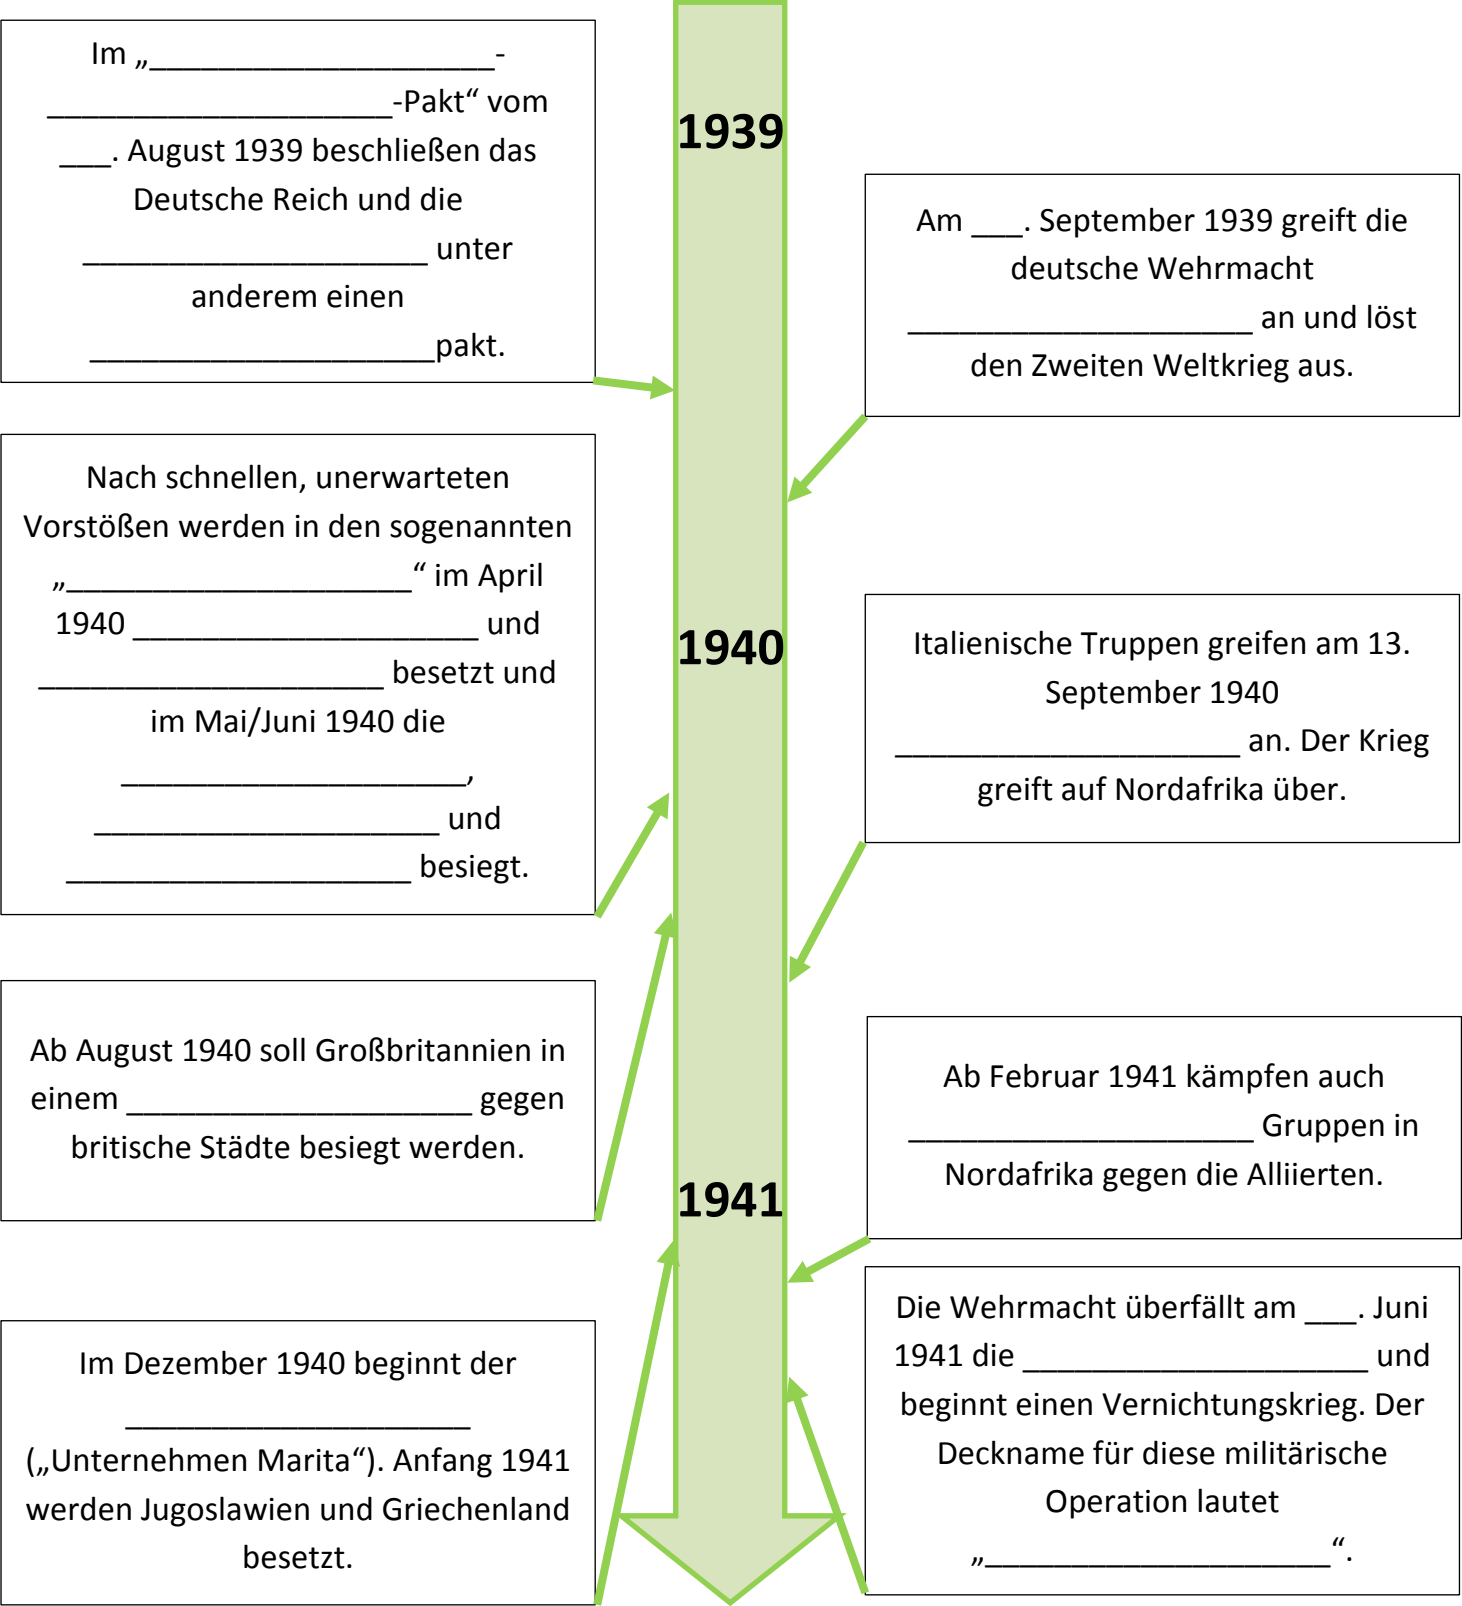 Im „____________________-
____________________-Pakt“ vom
___. August 1939 beschließen das
Deutsche Reich und die
____________________ unter
anderem einen
____________________pakt.
1939
Am ___. September 1939 greift die
deutsche Wehrmacht
____________________ an und löst
den Zweiten Weltkrieg aus.
Nach schnellen, unerwarteten
Vorstößen werden in den sogenannten
„____________________“ im April
1940 ____________________ und
____________________ besetzt und
im Mai/Juni 1940 die
____________________,
____________________ und
____________________ besiegt.
1940
Italienische Truppen greifen am 13.
September 1940
____________________ an. Der Krieg
greift auf Nordafrika über.
Ab August 1940 soll Großbritannien in
einem ____________________ gegen
britische Städte besiegt werden.
1941
Ab Februar 1941 kämpfen auch
____________________ Gruppen in
Nordafrika gegen die Alliierten.
Im Dezember 1940 beginnt der
____________________
(„Unternehmen Marita“). Anfang 1941
werden Jugoslawien und Griechenland
besetzt.
Die Wehrmacht überfällt am ___. Juni
1941 die ____________________ und
beginnt einen Vernichtungskrieg. Der
Deckname für diese militärische
Operation lautet
„____________________“.